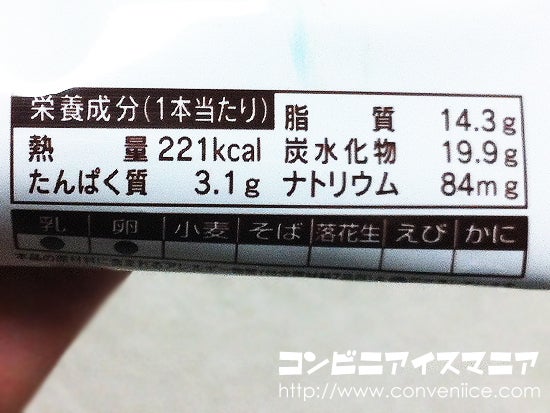 栄養成分(1本当たり) 脂質 14.3g
熱量 221kcal 炭水化物 19.9g
たんぱく質 3.1g ナトリウム 84mg
乳 卵 小麦 そば 落花生 えび かに
コンビニアイスマニア
http://www.conveniice.com/